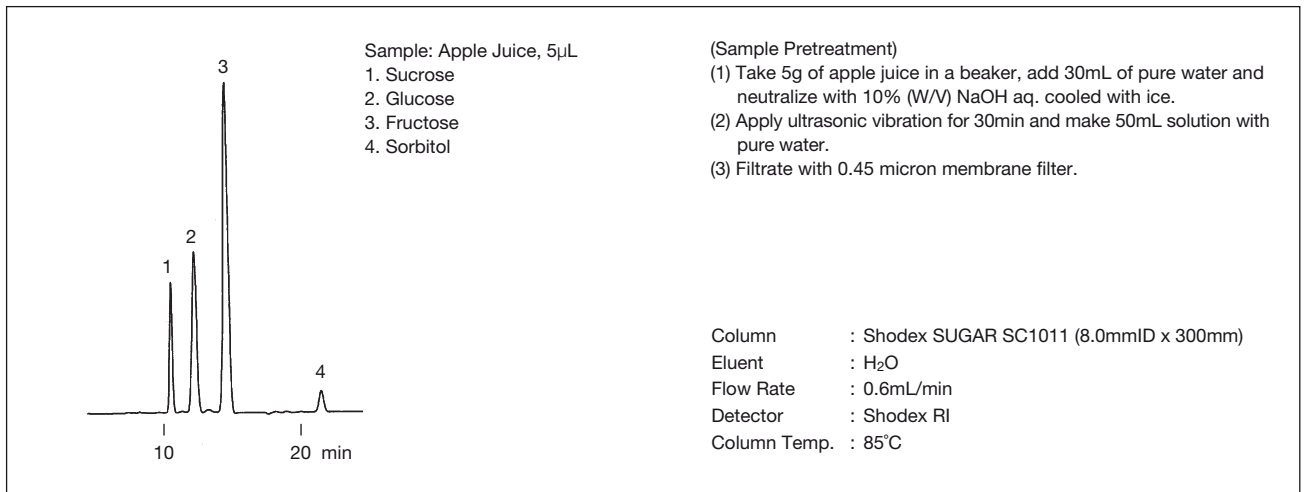 Sample: Apple Juice, 5μL
1. Sucrose
2. Glucose
3. Fructose
4. Sorbitol
(Sample Pretreatment)
(1) Take 5g of apple juice in a beaker, add 30mL of pure water and
neutralize with 10% (W/V) NaOH aq. cooled with ice.
(2) Apply ultrasonic vibration for 30min and make 50mL solution with
pure water.
(3) Filtrate with 0.45 micron membrane filter.
3
2
1
4
10
20 min
Column : Shodex SUGAR SC1011 (8.0mmID x 300mm)
Eluent : H₂O
Flow Rate : 0.6mL/min
Detector : Shodex RI
Column Temp. : 85°C